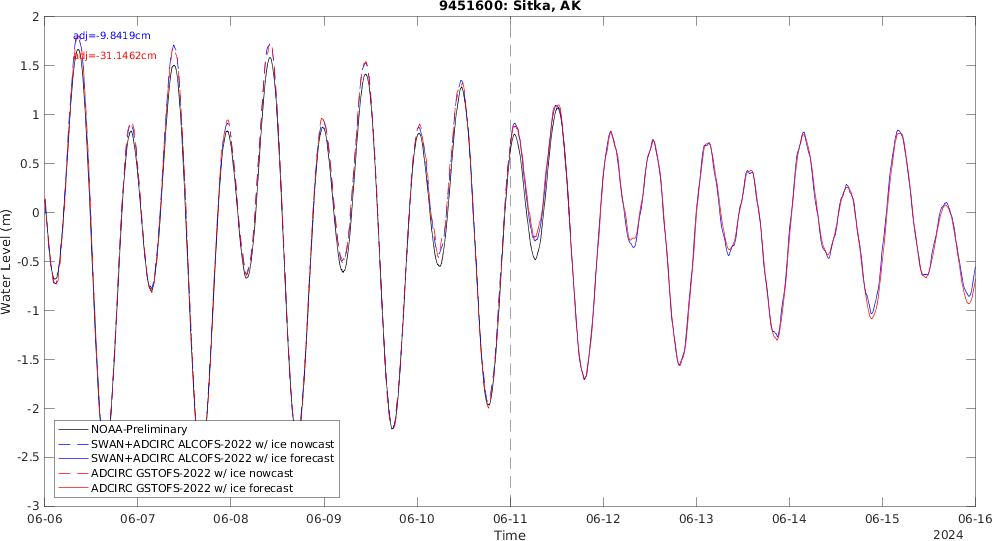 9451600: Sitka, AK
adj=-9.8419cm
adj=-31.1462cm
Water Level (m)
2
1.5
1
0.5
0
-0.5
-1
-1.5
-2
-2.5
-3
NOAA-Preliminary
SWAN+ADCIRC ALCOFS-2022 w/ ice nowcast
SWAN+ADCIRC ALCOFS-2022 w/ ice forecast
ADCIRC GSTOFS-2022 w/ ice nowcast
ADCIRC GSTOFS-2022 w/ ice forecast
06-06 06-07 06-08 06-09 06-10 06-11 06-12 06-13 06-14 06-15 06-16
Time
2024